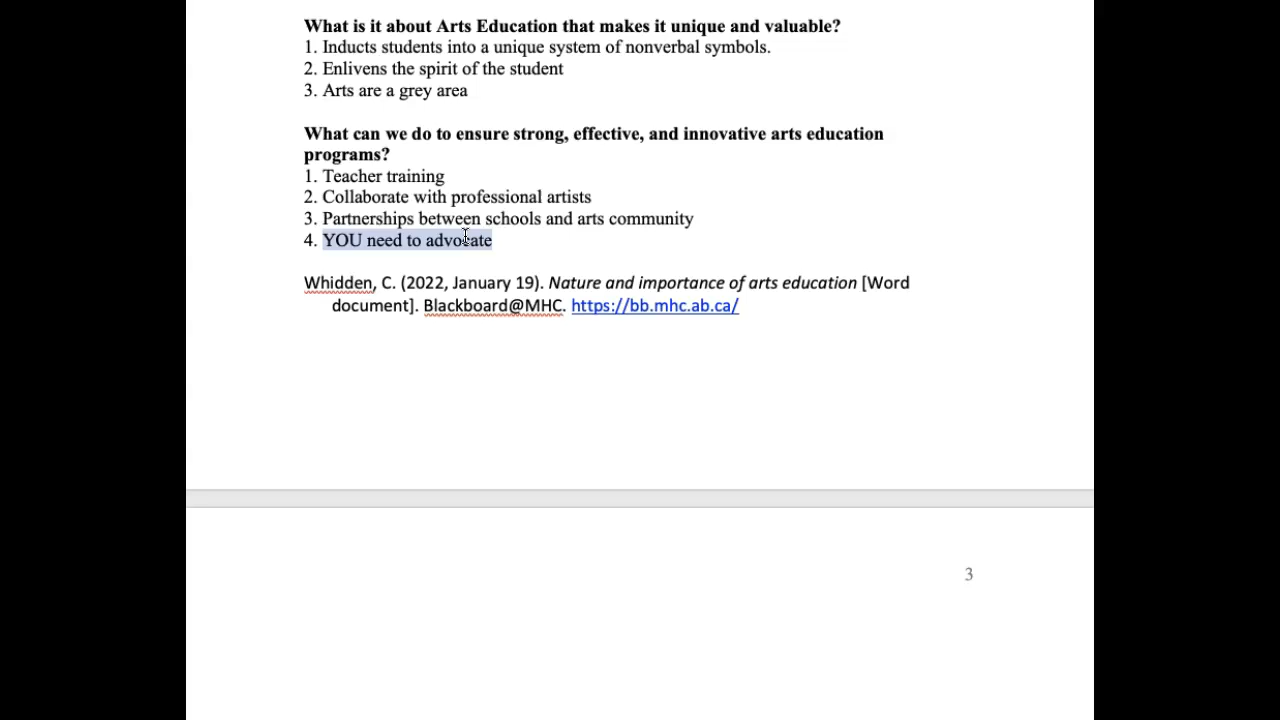 What is it about Arts Education that makes it unique and valuable?
1. Inducts students into a unique system of nonverbal symbols.
2. Enlivens the spirit of the student
3. Arts are a grey area
What can we do to ensure strong, effective, and innovative arts education
programs?
1. Teacher training
2. Collaborate with professional artists
3. Partnerships between schools and arts community
4. YOU need to advocate
Whidden, C. (2022, January 19). Nature and importance of arts education [Word
document]. Blackboard@MHC. https://bb.mhc.ab.ca/
3